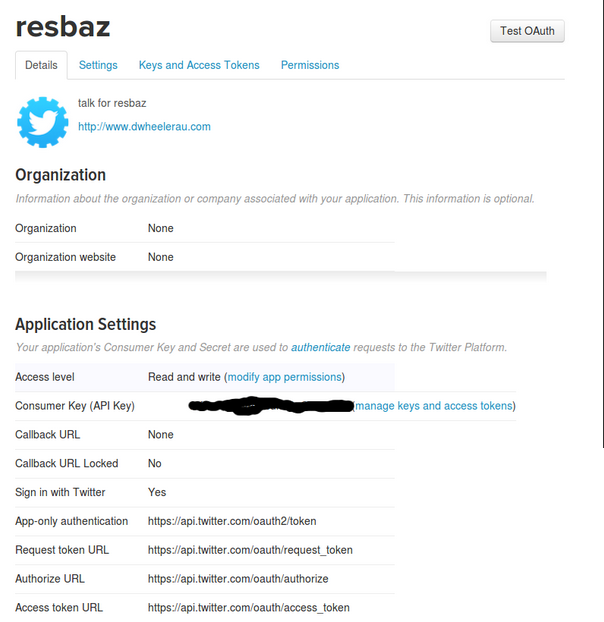 resbaz
Test OAuth
Details Settings Keys and Access Tokens Permissions
talk for resbaz
http://www.dwheelerau.com
Organization
Information about the organization or company associated with your application. This information is optional.
Organization None
Organization website None
Application Settings
Your application's Consumer Key and Secret are used to authenticate requests to the Twitter Platform.
Access level Read and write (modify app permissions)
Consumer Key (API Key) (manage keys and access tokens)
Callback URL None
Callback URL Locked No
Sign in with Twitter Yes
App-only authentication https://api.twitter.com/oauth2/token
Request token URL https://api.twitter.com/oauth/request_token
Authorize URL https://api.twitter.com/oauth/authorize
Access token URL https://api.twitter.com/oauth/access_token